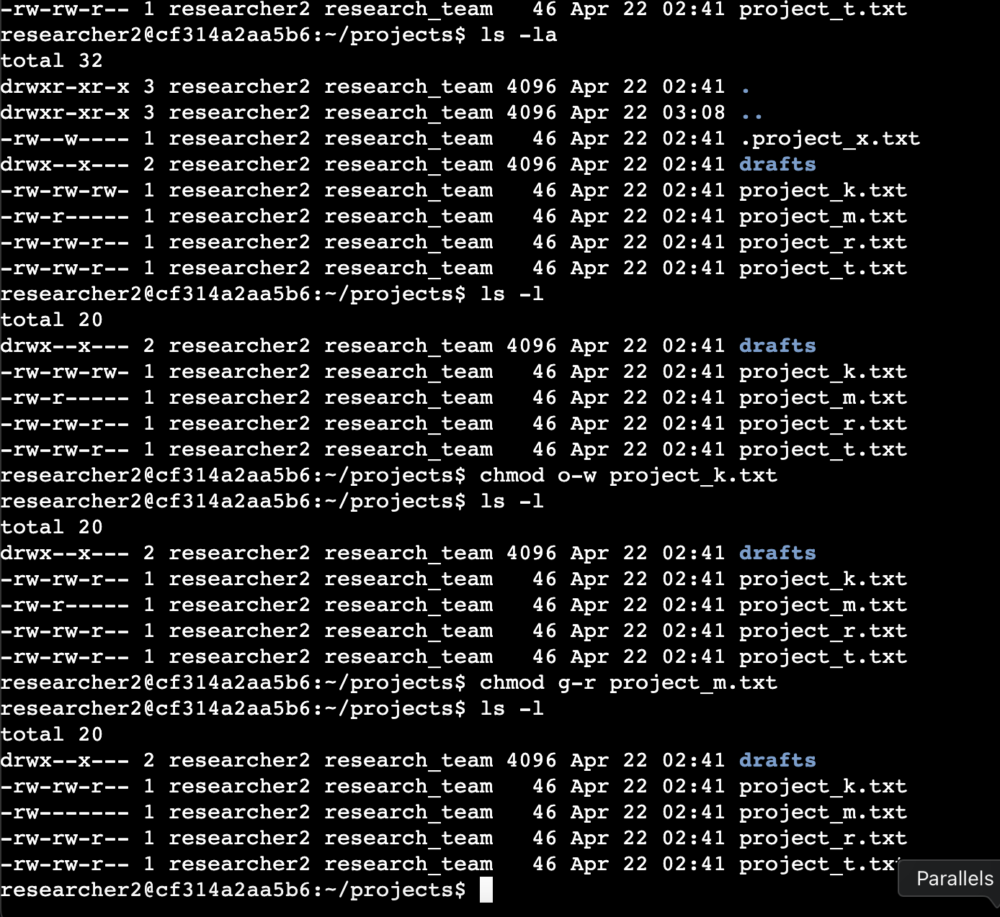 -rw-rw-r-- 1 researcher2 research_team   46 Apr 22 02:41 project_t.txt
researcher2@cf314a2aa5b6:~/projects$ ls -la
total 32
drwxr-xr-x 3 researcher2 research_team 4096 Apr 22 02:41 .
drwxr-xr-x 3 researcher2 research_team 4096 Apr 22 03:08 ..
-rw--w---- 1 researcher2 research_team   46 Apr 22 02:41 .project_x.txt
drwx--x--- 2 researcher2 research_team 4096 Apr 22 02:41 drafts
-rw-rw-rw- 1 researcher2 research_team   46 Apr 22 02:41 project_k.txt
-rw-r----- 1 researcher2 research_team   46 Apr 22 02:41 project_m.txt
-rw-rw-r-- 1 researcher2 research_team   46 Apr 22 02:41 project_r.txt
-rw-rw-r-- 1 researcher2 research_team   46 Apr 22 02:41 project_t.txt
researcher2@cf314a2aa5b6:~/projects$ ls -l
total 20
drwx--x--- 2 researcher2 research_team 4096 Apr 22 02:41 drafts
-rw-rw-rw- 1 researcher2 research_team   46 Apr 22 02:41 project_k.txt
-rw-r----- 1 researcher2 research_team   46 Apr 22 02:41 project_m.txt
-rw-rw-r-- 1 researcher2 research_team   46 Apr 22 02:41 project_r.txt
-rw-rw-r-- 1 researcher2 research_team   46 Apr 22 02:41 project_t.txt
researcher2@cf314a2aa5b6:~/projects$ chmod o-w project_k.txt
researcher2@cf314a2aa5b6:~/projects$ ls -l
total 20
drwx--x--- 2 researcher2 research_team 4096 Apr 22 02:41 drafts
-rw-rw-r-- 1 researcher2 research_team   46 Apr 22 02:41 project_k.txt
-rw-r----- 1 researcher2 research_team   46 Apr 22 02:41 project_m.txt
-rw-rw-r-- 1 researcher2 research_team   46 Apr 22 02:41 project_r.txt
-rw-rw-r-- 1 researcher2 research_team   46 Apr 22 02:41 project_t.txt
researcher2@cf314a2aa5b6:~/projects$ chmod g-r project_m.txt
researcher2@cf314a2aa5b6:~/projects$ ls -l
total 20
drwx--x--- 2 researcher2 research_team 4096 Apr 22 02:41 drafts
-rw-rw-r-- 1 researcher2 research_team   46 Apr 22 02:41 project_k.txt
-rw------- 1 researcher2 research_team   46 Apr 22 02:41 project_m.txt
-rw-rw-r-- 1 researcher2 research_team   46 Apr 22 02:41 project_r.txt
-rw-rw-r-- 1 researcher2 research_team   46 Apr 22 02:41 project_t.txt
researcher2@cf314a2aa5b6:~/projects$
Parallels